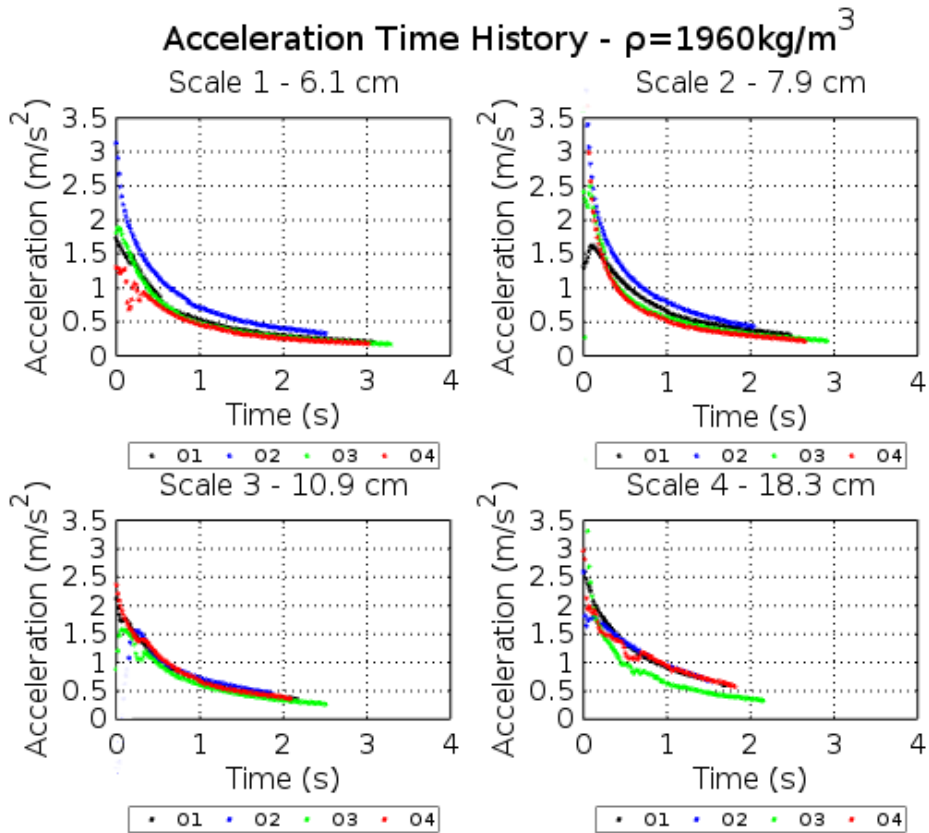 Acceleration Time History - ρ=1960kg/m³
Scale 1 - 6.1 cm
Acceleration (m/s²)
3.5
3
2.5
2
1.5
1
0.5
0
0 1 2 3 4
Time (s)
O1 O2 O3 O4
Scale 2 - 7.9 cm
Acceleration (m/s²)
3.5
3
2.5
2
1.5
1
0.5
0
0 1 2 3 4
Time (s)
O1 O2 O3 O4
Scale 3 - 10.9 cm
Acceleration (m/s²)
3.5
3
2.5
2
1.5
1
0.5
0
0 1 2 3 4
Time (s)
O1 O2 O3 O4
Scale 4 - 18.3 cm
Acceleration (m/s²)
3.5
3
2.5
2
1.5
1
0.5
0
0 1 2 3 4
Time (s)
O1 O2 O3 O4